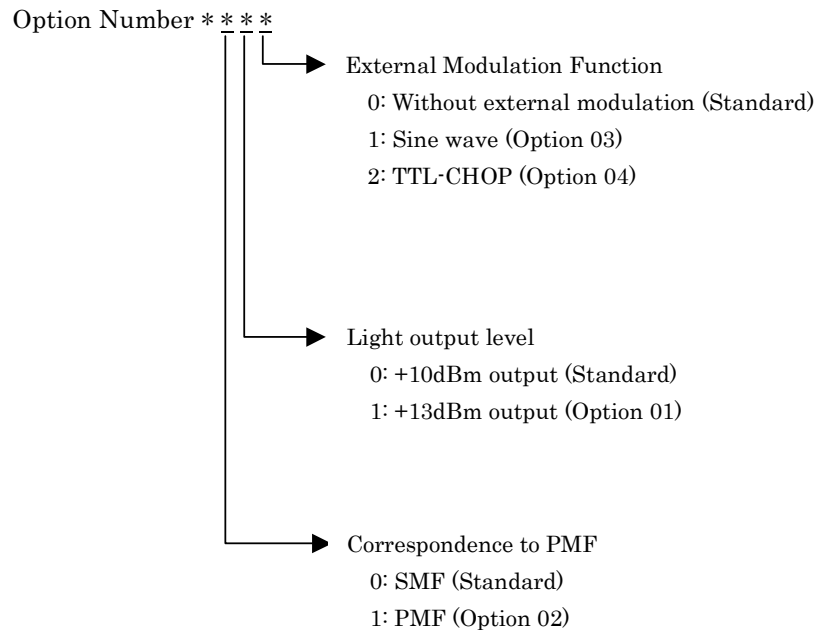 Option Number * * * *
External Modulation Function
0: Without external modulation (Standard)
1: Sine wave (Option 03)
2: TTL-CHOP (Option 04)
Light output level
0: +10dBm output (Standard)
1: +13dBm output (Option 01)
Correspondence to PMF
0: SMF (Standard)
1: PMF (Option 02)